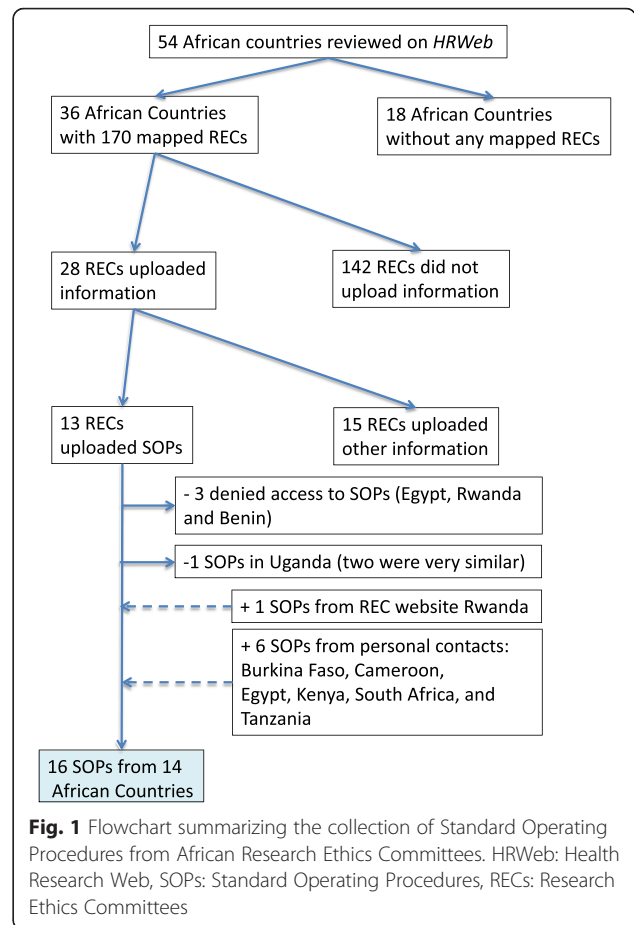 54 African countries reviewed on HRWeb
36 African Countries
with 170 mapped RECs
18 African Countries
without any mapped RECs
28 RECs uploaded
information
142 RECs did not
upload information
13 RECs
uploaded SOPs
15 RECs uploaded
other information
- 3 denied access to SOPs (Egypt, Rwanda
and Benin)
-1 SOPs in Uganda (two were very similar)
+ 1 SOPs from REC website Rwanda
+ 6 SOPs from personal contacts:
Burkina Faso, Cameroon,
Egypt, Kenya, South Africa, and
Tanzania
16 SOPs from 14
African Countries
Fig. 1 Flowchart summarizing the collection of Standard Operating
Procedures from African Research Ethics Committees. HRWeb: Health
Research Web, SOPs: Standard Operating Procedures, RECs: Research
Ethics Committees